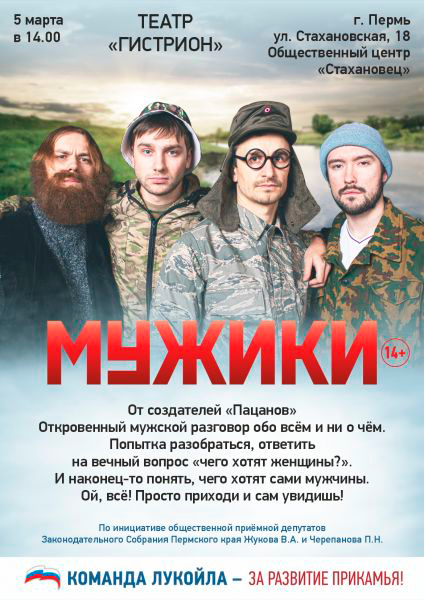 5 марта
в 14.00
ТЕАТР
«ГИСТРИОН»
г. Пермь
ул. Стахановская, 18
Общественный центр
«Стахановец»
МУЖИКИ
14+
От создателей «Пацанов»
Откровенный мужской разговор обо всём и ни о чём.
Попытка разобраться, ответить
на вечный вопрос «чего хотят женщины?».
И наконец-то понять, чего хотят сами мужчины.
Ой, всё! Просто приходи и сам увидишь!
По инициативе общественной приёмной депутатов
Законодательного Собрания Пермского края Жукова В.А. и Черепанова П.Н.
КОМАНДА ЛУКОЙЛА – ЗА РАЗВИТИЕ ПРИКАМЬЯ!